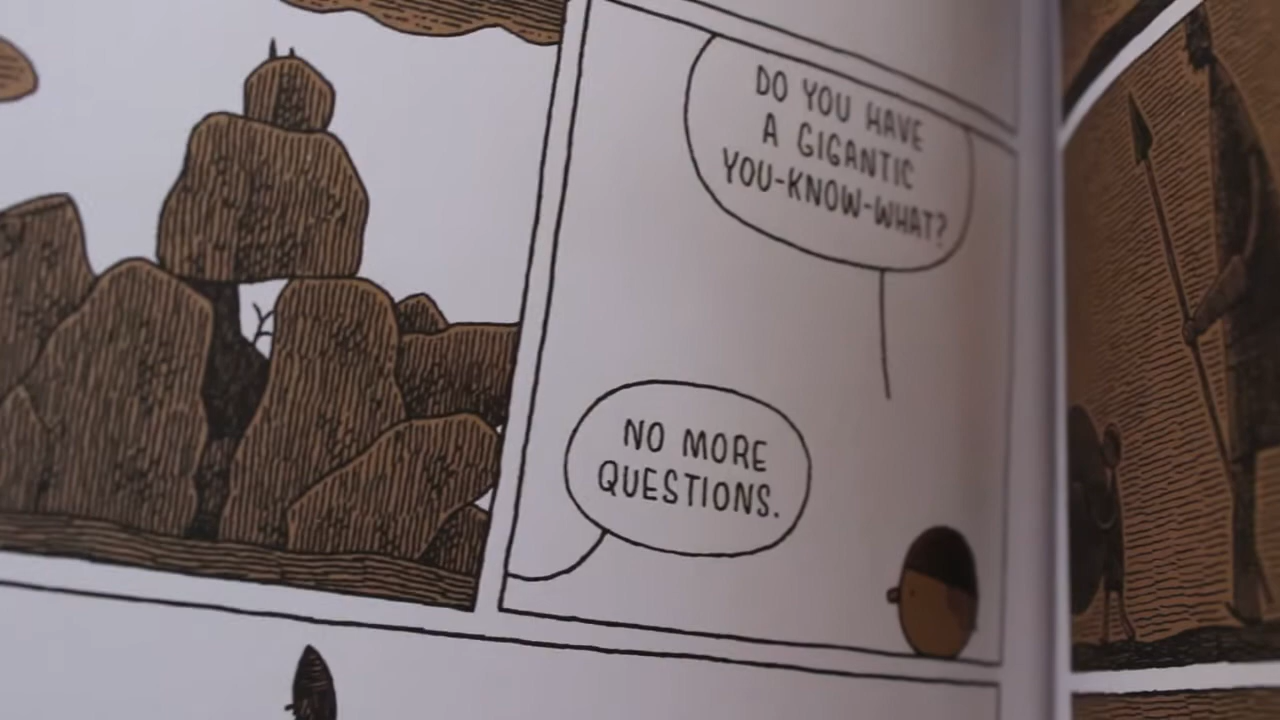 DO YOU HAVE
A GIGANTIC
YOU-KNOW-WHAT?
NO MORE
QUESTIONS.